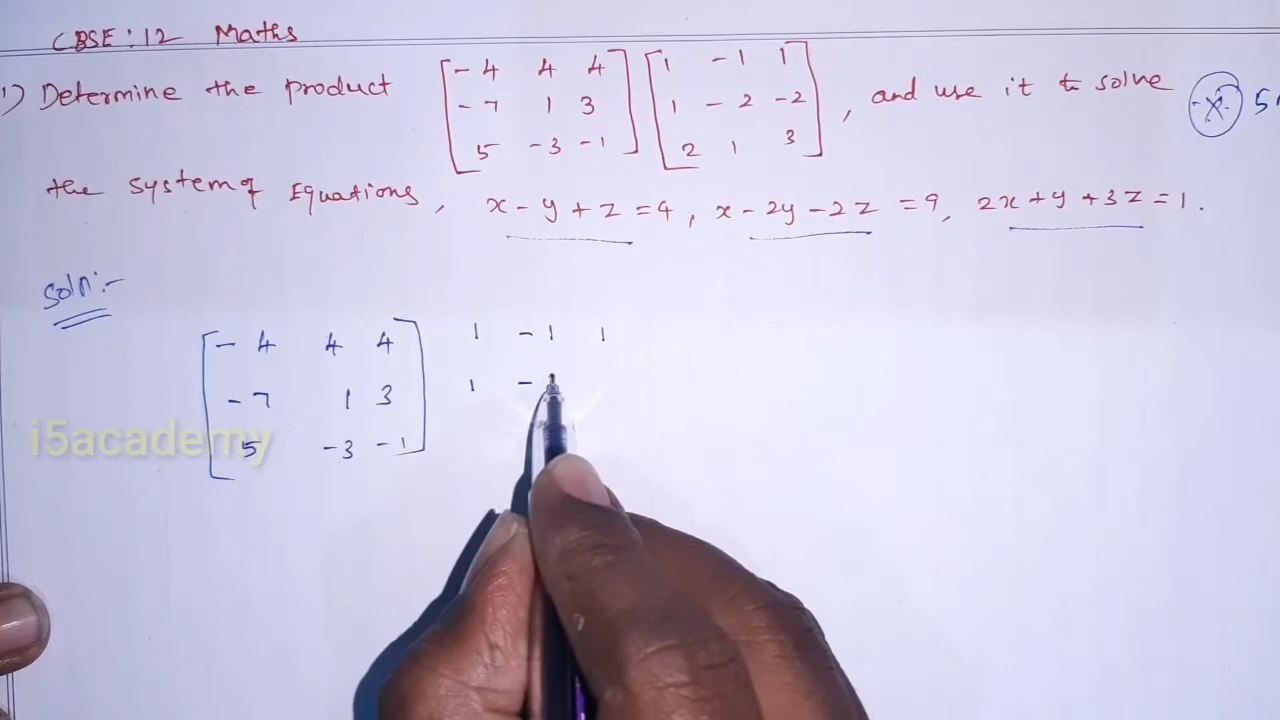 CBSE : 12 Maths
1) Determine the product [ -4 4 4 -7 1 3 5 -3 -1 ] [ 1 -1 1 1 -2 -2 2 1 3 ] , and use it to solve
the system of Equations, x - y + z = 4, x - 2y - 2z = 9, 2x + y + 3z = 1.
Soln:-
-4 4 4 1 -1 1
-7 1 3 1 -
5 -3 -1
i5academy